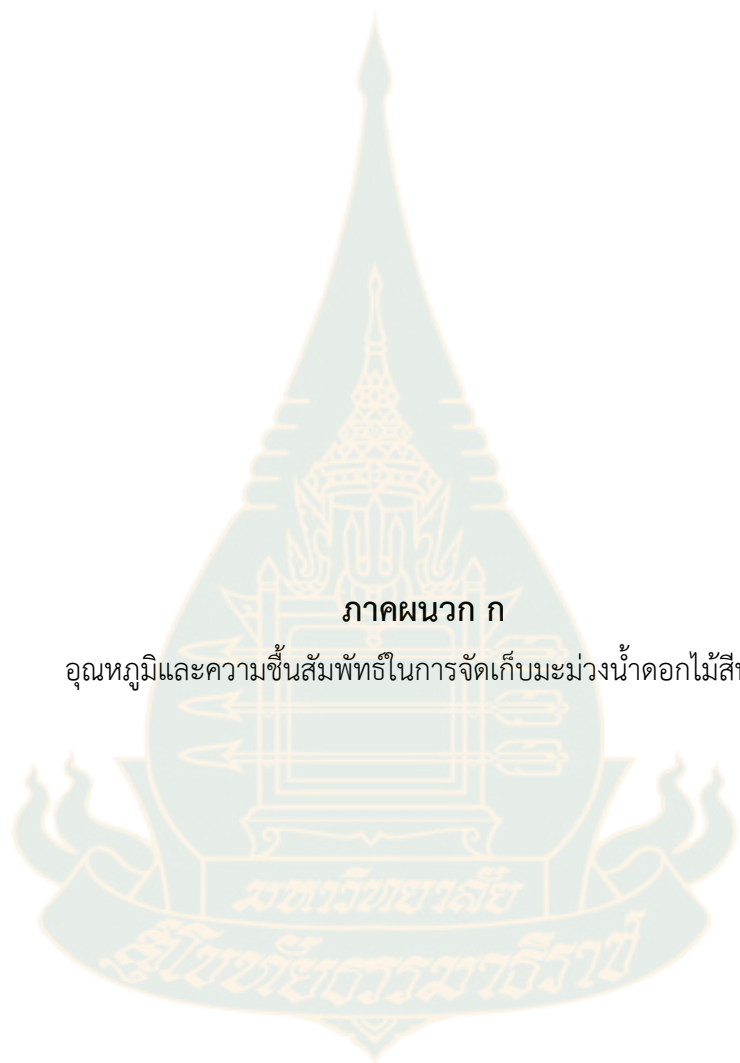 ภาคผนวก ก
อุณหภูมิและความชื้นสัมพัทธ์ในการจัดเก็บมะม่วงน้ำดอกไม้สี
มหาวิทยาลัย
สุโขทัยธรรมาธิราช